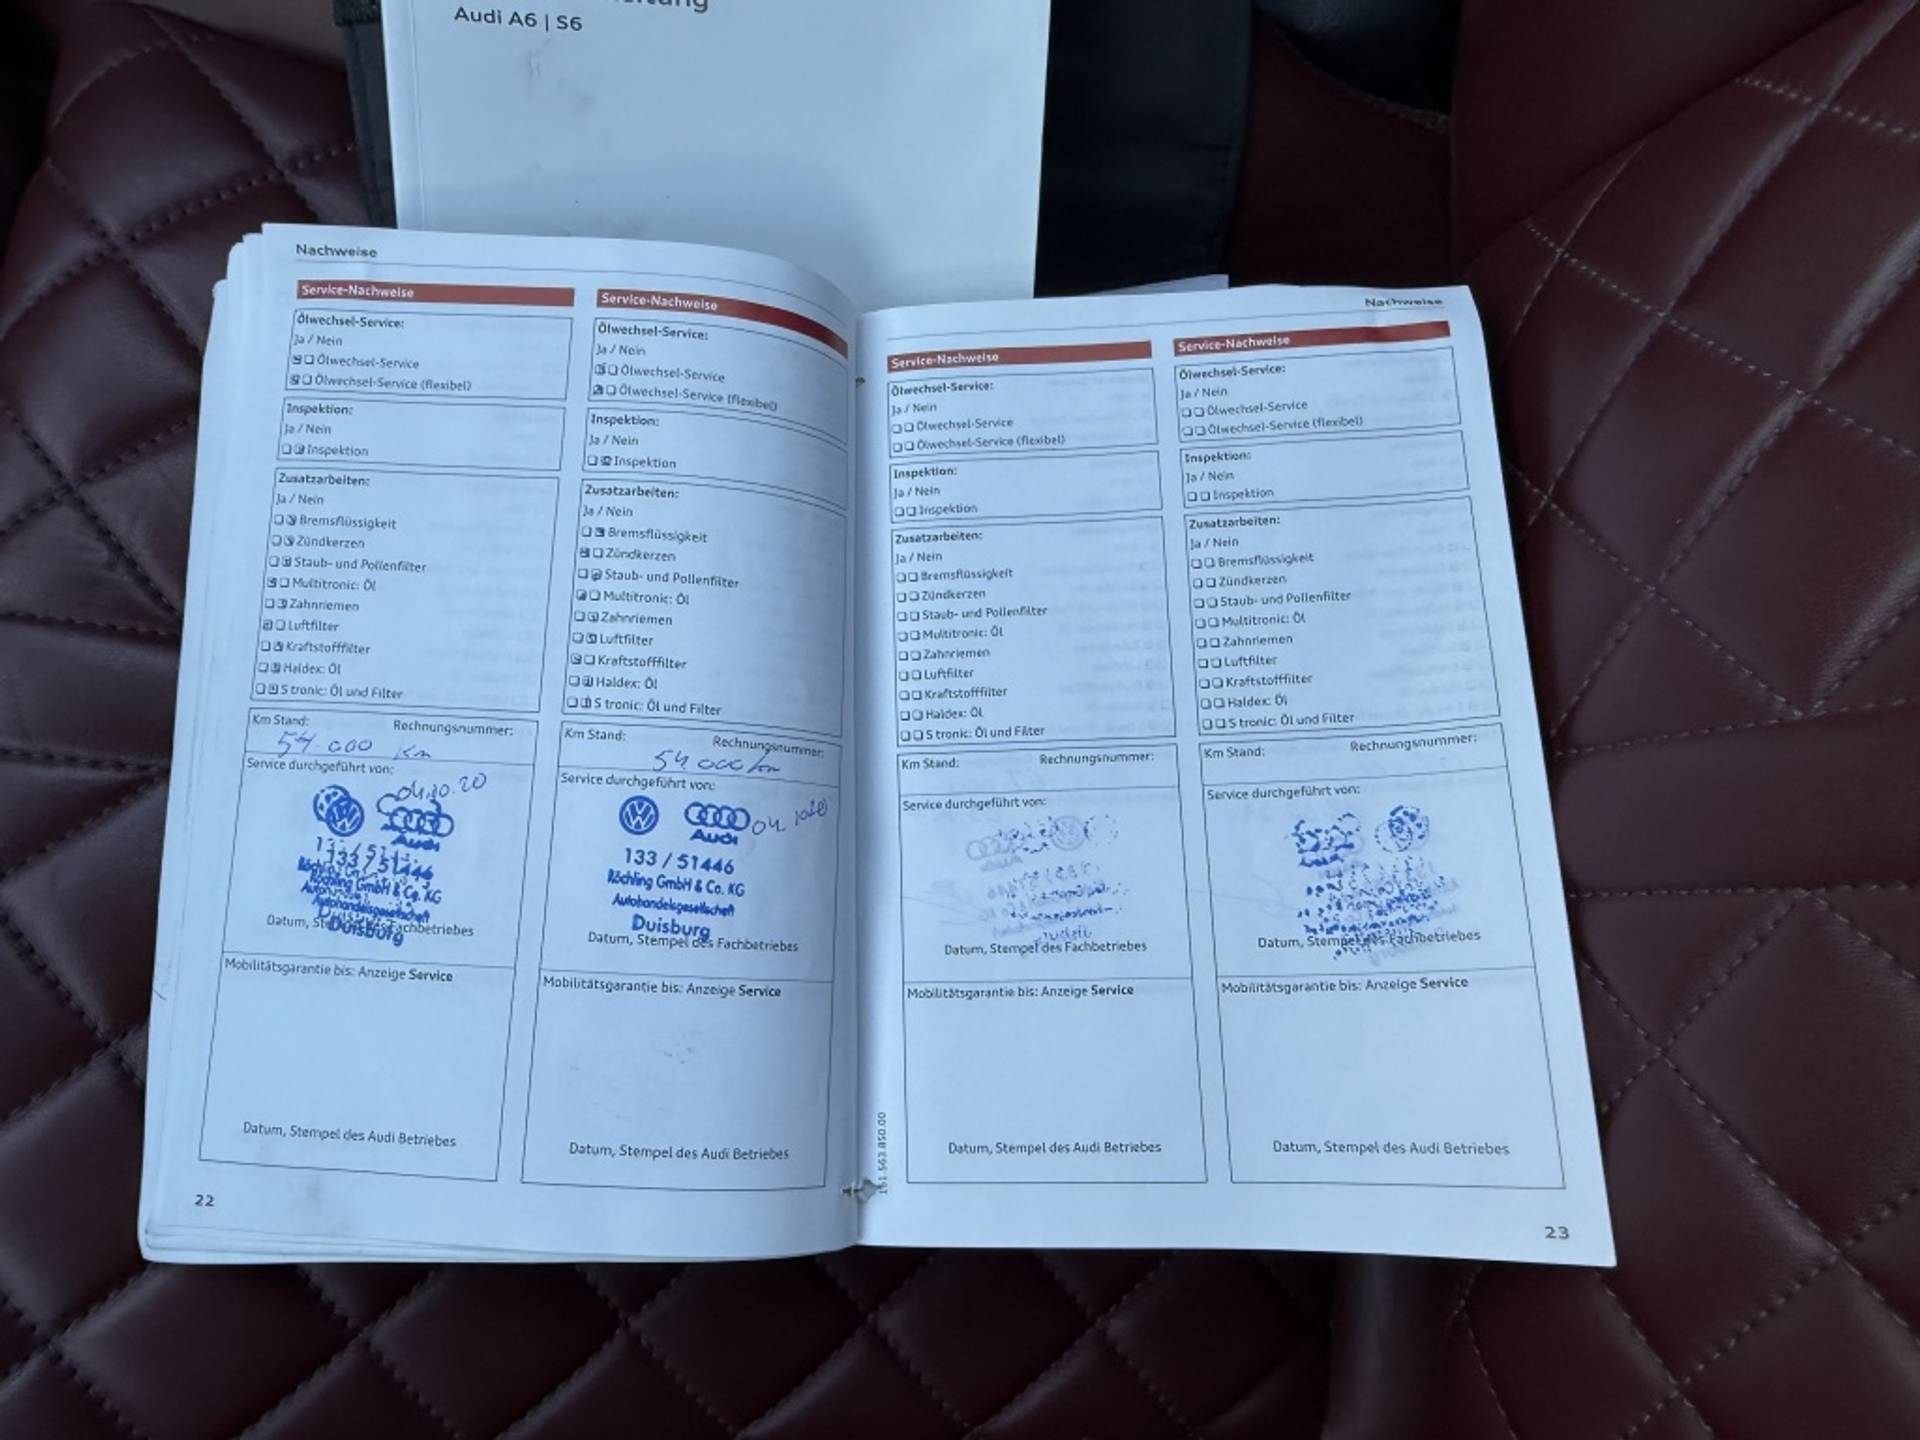 Audi A6 | S6
Nachweise
Service-Nachweise
Ölwechsel-Service:
Ja / Nein
Ölwechsel-Service
Ölwechsel-Service (flexibel)
Inspektion:
Ja / Nein
Inspektion
Zusatzarbeiten:
Ja / Nein
Bremsflüssigkeit
Zündkerzen
Staub- und Pollenfilter
Multitronic: Öl
Zahnriemen
Luftfilter
Kraftstofffilter
Haldex: Öl
S tronic: Öl und Filter
Km Stand: Rechnungsnummer:
54.000 Km
Service durchgeführt von:
04.10.20
Audi
133 / 51446
Röchling GmbH & Co. KG
Autohandelsgesellschaft
Duisburg
Datum, Stempel des Fachbetriebes
Mobilitätsgarantie bis: Anzeige Service
Datum, Stempel des Audi Betriebes
22
Service-Nachweise
Ölwechsel-Service:
Ja / Nein
Ölwechsel-Service
Ölwechsel-Service (flexibel)
Inspektion:
Ja / Nein
Inspektion
Zusatzarbeiten:
Ja / Nein
Bremsflüssigkeit
Zündkerzen
Staub- und Pollenfilter
Multitronic: Öl
Zahnriemen
Luftfilter
Kraftstofffilter
Haldex: Öl
S tronic: Öl und Filter
Km Stand: Rechnungsnummer:
54000 km
Service durchgeführt von:
Audi
133 / 51446
Röchling GmbH & Co. KG
Autohandelsgesellschaft
Duisburg
Datum, Stempel des Fachbetriebes
Mobilitätsgarantie bis: Anzeige Service
Datum, Stempel des Audi Betriebes
161.563.850.00
Nachweise
Service-Nachweise
Ölwechsel-Service:
Ja / Nein
Ölwechsel-Service
Ölwechsel-Service (flexibel)
Inspektion:
Ja / Nein
Inspektion
Zusatzarbeiten:
Ja / Nein
Bremsflüssigkeit
Zündkerzen
Staub- und Pollenfilter
Multitronic: Öl
Zahnriemen
Luftfilter
Kraftstofffilter
Haldex: Öl
S tronic: Öl und Filter
Km Stand: Rechnungsnummer:
Service durchgeführt von:
Datum, Stempel des Fachbetriebes
Mobilitätsgarantie bis: Anzeige Service
Datum, Stempel des Audi Betriebes
Service-Nachweise
Ölwechsel-Service:
Ja / Nein
Ölwechsel-Service
Ölwechsel-Service (flexibel)
Inspektion:
Ja / Nein
Inspektion
Zusatzarbeiten:
Ja / Nein
Bremsflüssigkeit
Zündkerzen
Staub- und Pollenfilter
Multitronic: Öl
Zahnriemen
Luftfilter
Kraftstofffilter
Haldex: Öl
S tronic: Öl und Filter
Km Stand: Rechnungsnummer:
Service durchgeführt von:
Datum, Stempel des Fachbetriebes
Mobilitätsgarantie bis: Anzeige Service
Datum, Stempel des Audi Betriebes
23